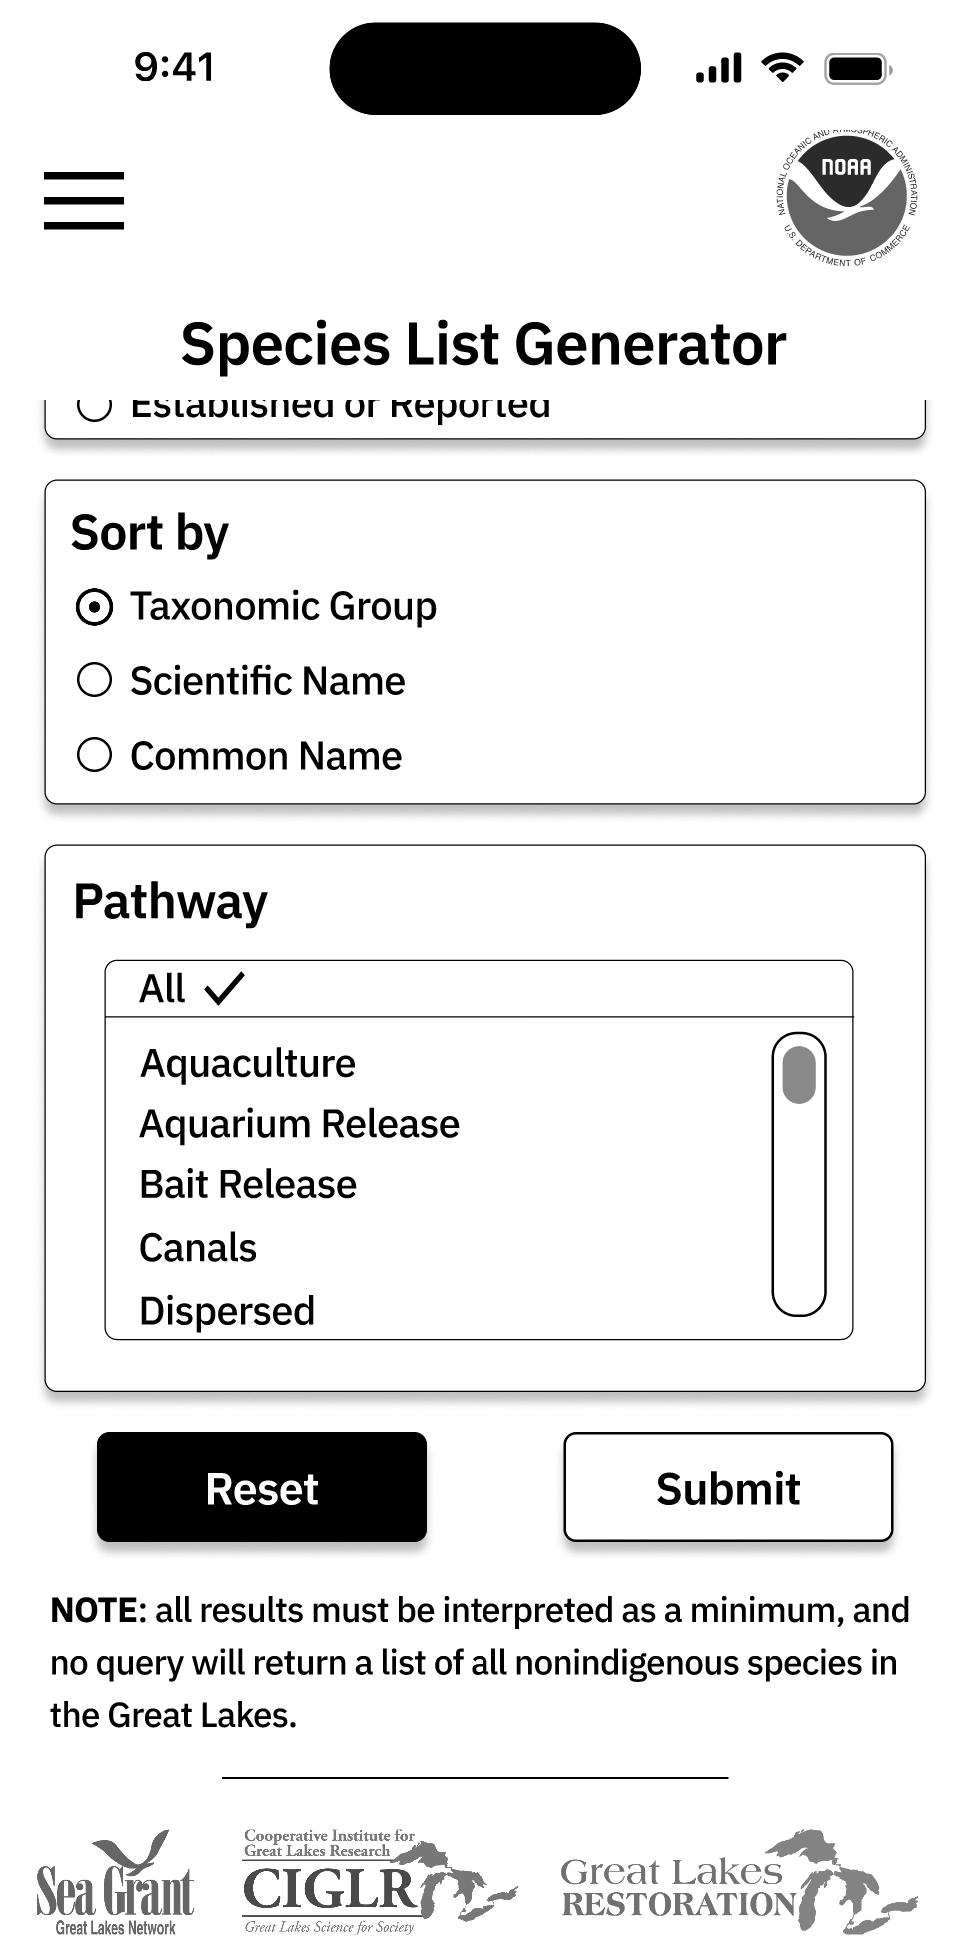 9:41
NATIONAL OCEANIC AND ATMOSPHERIC ADMINISTRATION
NOAA
U.S. DEPARTMENT OF COMMERCE
Species List Generator
Established or Reported
Sort by
Taxonomic Group
Scientific Name
Common Name
Pathway
All
Aquaculture
Aquarium Release
Bait Release
Canals
Dispersed
Reset
Submit
NOTE: all results must be interpreted as a minimum, and
no query will return a list of all nonindigenous species in
the Great Lakes.
Sea Grant
Great Lakes Network
Cooperative Institute for
Great Lakes Research
CIGLR
Great Lakes Science for Society
Great Lakes
RESTORATION